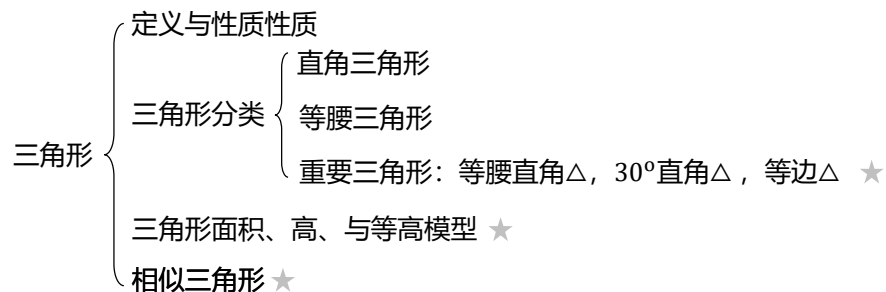 定义与性质性质
直角三角形
三角形分类
等腰三角形
三角形
重要三角形：等腰直角△，30°直角△，等边△ ★
三角形面积、高、与等高模型 ★
相似三角形★